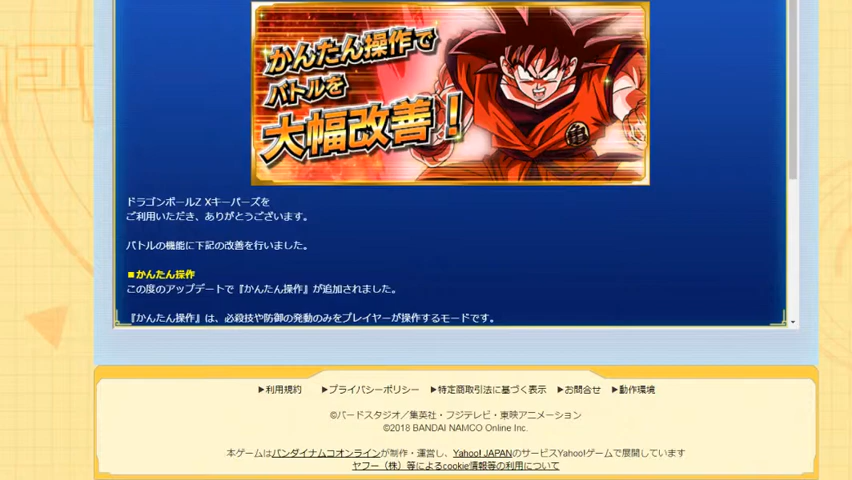 かんたん操作で
バトルを
大幅改善！
ドラゴンボールZ Xキーパーズを
ご利用いただき、ありがとうございます。
バトルの機能に下記の改善を行いました。
■かんたん操作
この度のアップデートで『かんたん操作』が追加されました。
『かんたん操作』は、必殺技や防御の発動のみをプレイヤーが操作するモードです。
▶利用規約 ▶プライバシーポリシー ▶特定商取引法に基づく表示 ▶お問合せ ▶動作環境
©バードスタジオ／集英社・フジテレビ・東映アニメーション
©2018 BANDAI NAMCO Online Inc.
本ゲームはバンダイナムコオンラインが制作・運営し、Yahoo! JAPANのサービスYahoo!ゲームで展開しています
ヤフー（株）等によるcookie情報等の利用について